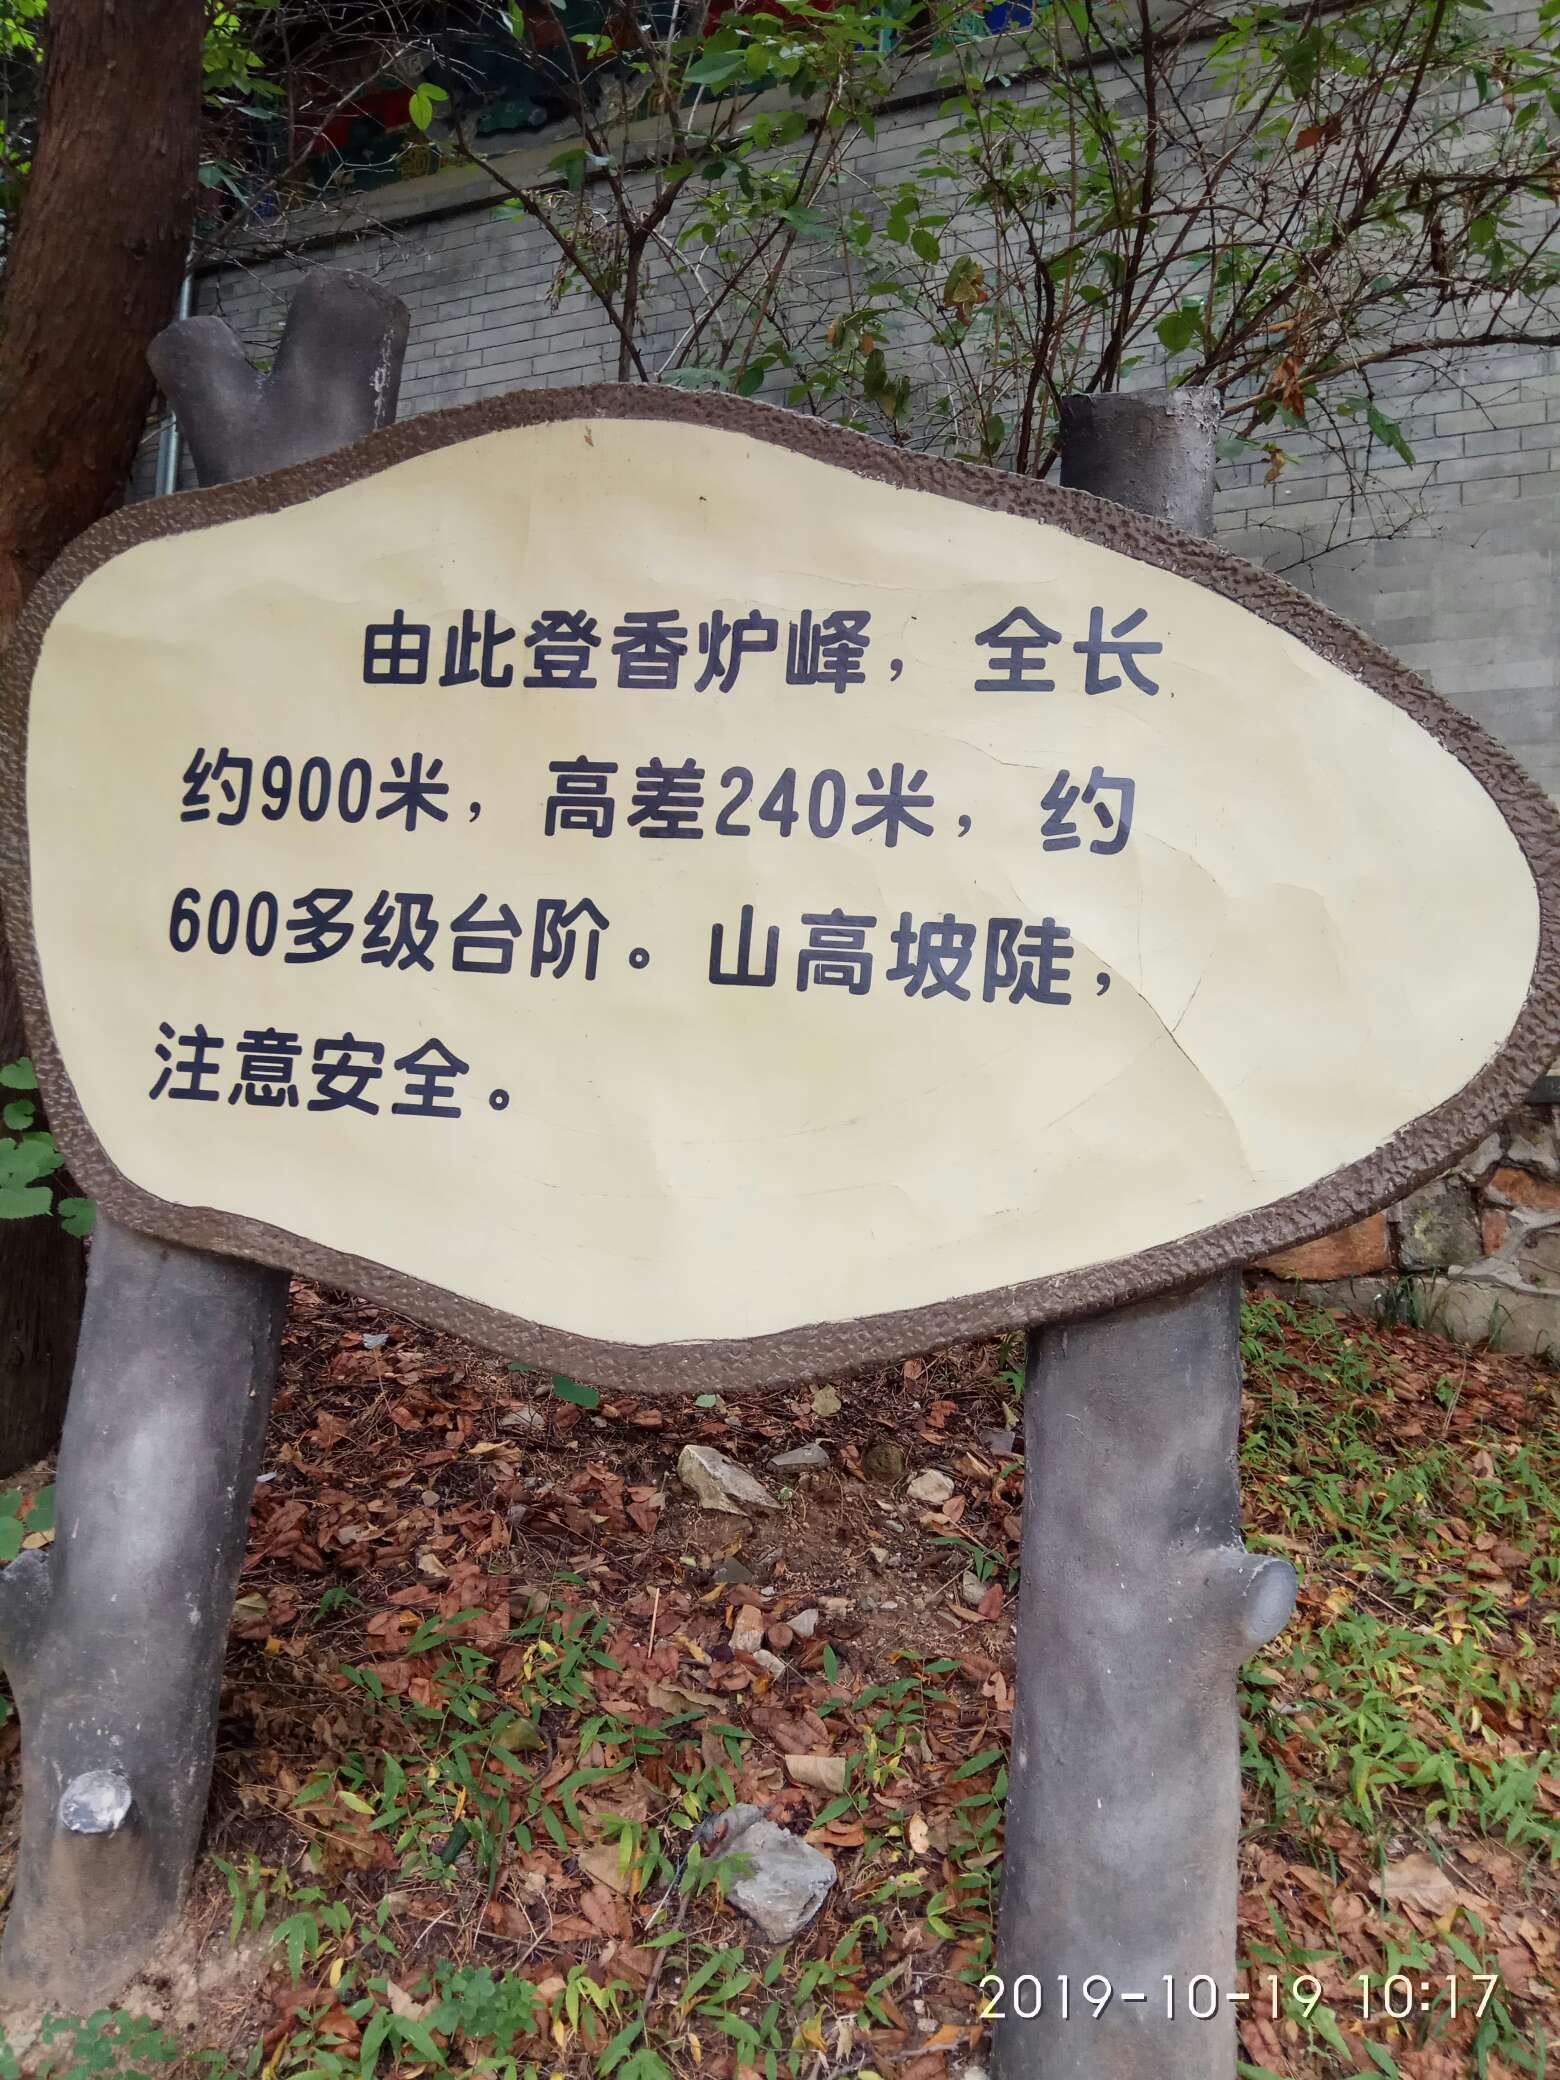 由此登香炉峰，全长
约900米，高差240米，约
600多级台阶。山高坡陡，
注意安全。
2019-10-19 10:17